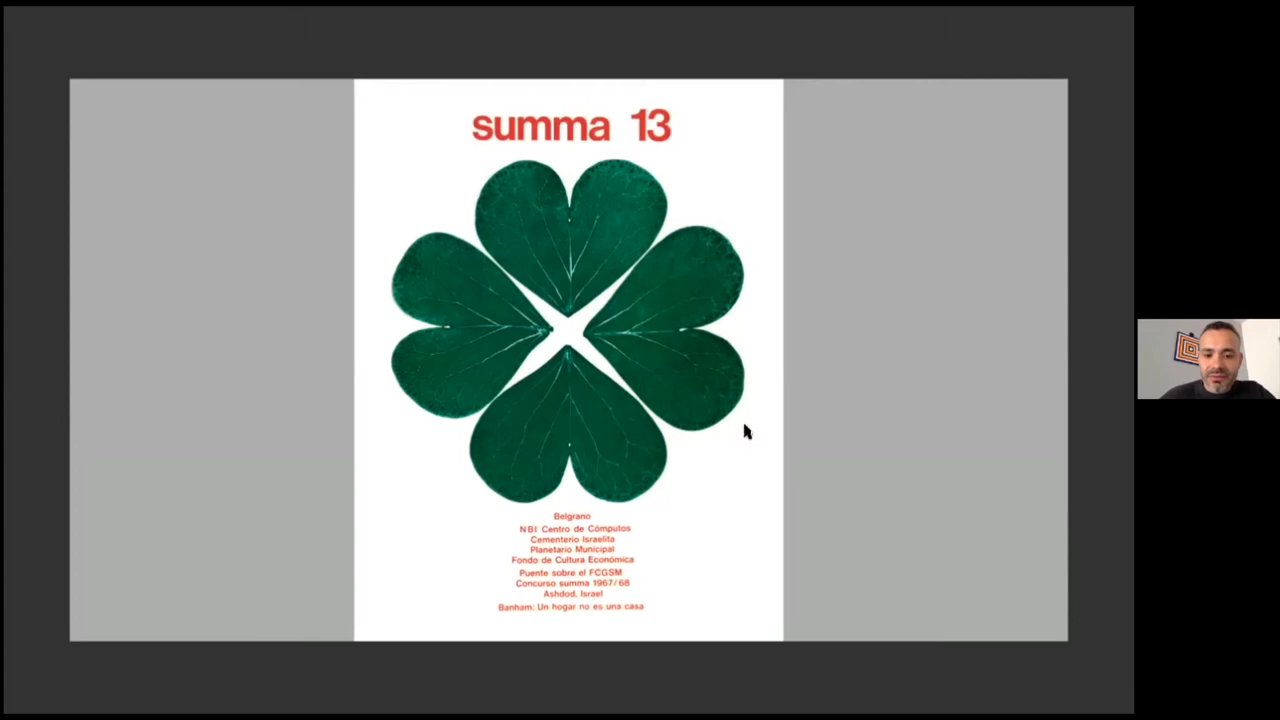 summa 13
Belgrano
NBI Centro de Cómputos
Cementerio Israelita
Planetario Municipal
Fondo de Cultura Económica
Puente sobre el FCGSM
Concurso summa 1967/68
Ashdod, Israel
Banham: Un hogar no es una casa